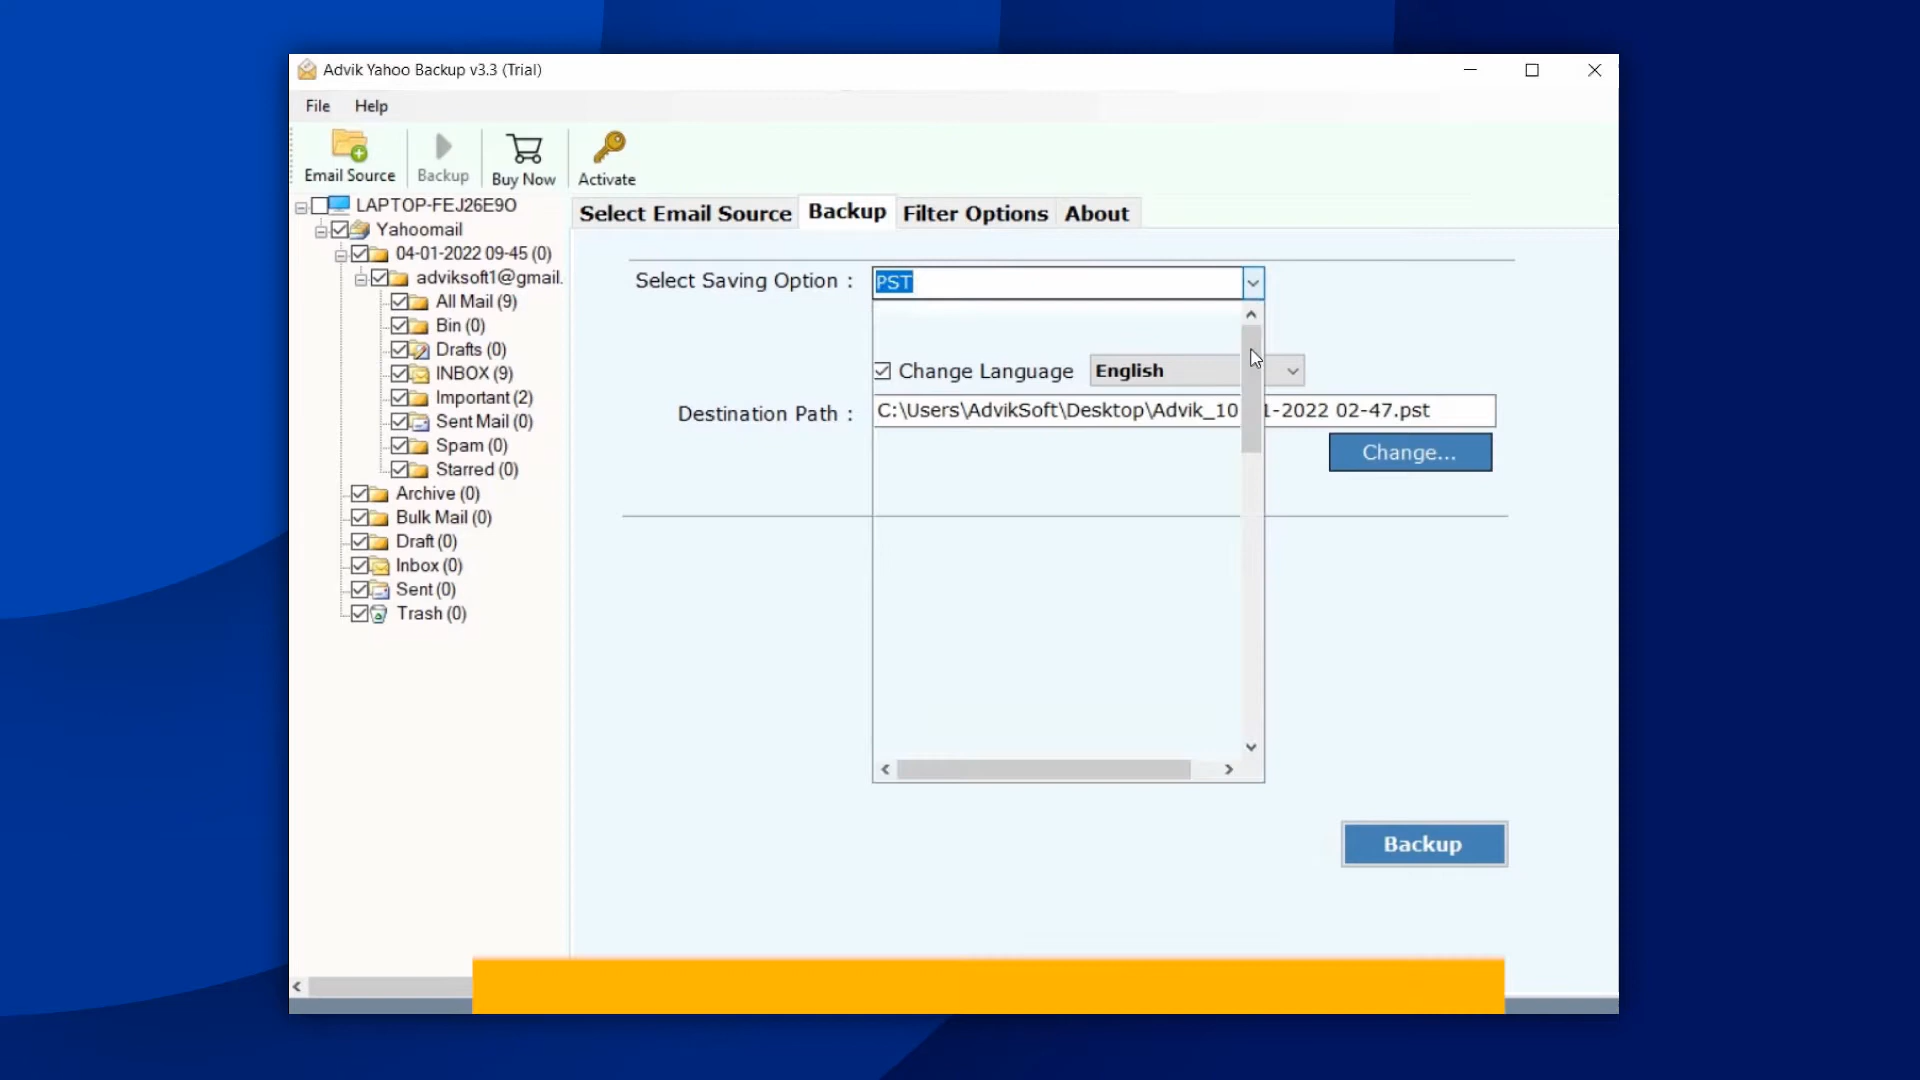 Advik Yahoo Backup v3.3 (Trial)
File Help
Email Source Backup Buy Now Activate
LAPTOP-FEJ26E9O
Yahoomail
04-01-2022 09-45 (0)
adviksoft1@gmail.
All Mail (9)
Bin (0)
Drafts (0)
INBOX (9)
Important (2)
Sent Mail (0)
Spam (0)
Starred (0)
Archive (0)
Bulk Mail (0)
Draft (0)
Inbox (0)
Sent (0)
Trash (0)
Select Email Source Backup Filter Options About
Select Saving Option : PST
Change Language English
Destination Path : C:\Users\AdvikSoft\Desktop\Advik_10 1-2022 02-47.pst
Change...
Backup